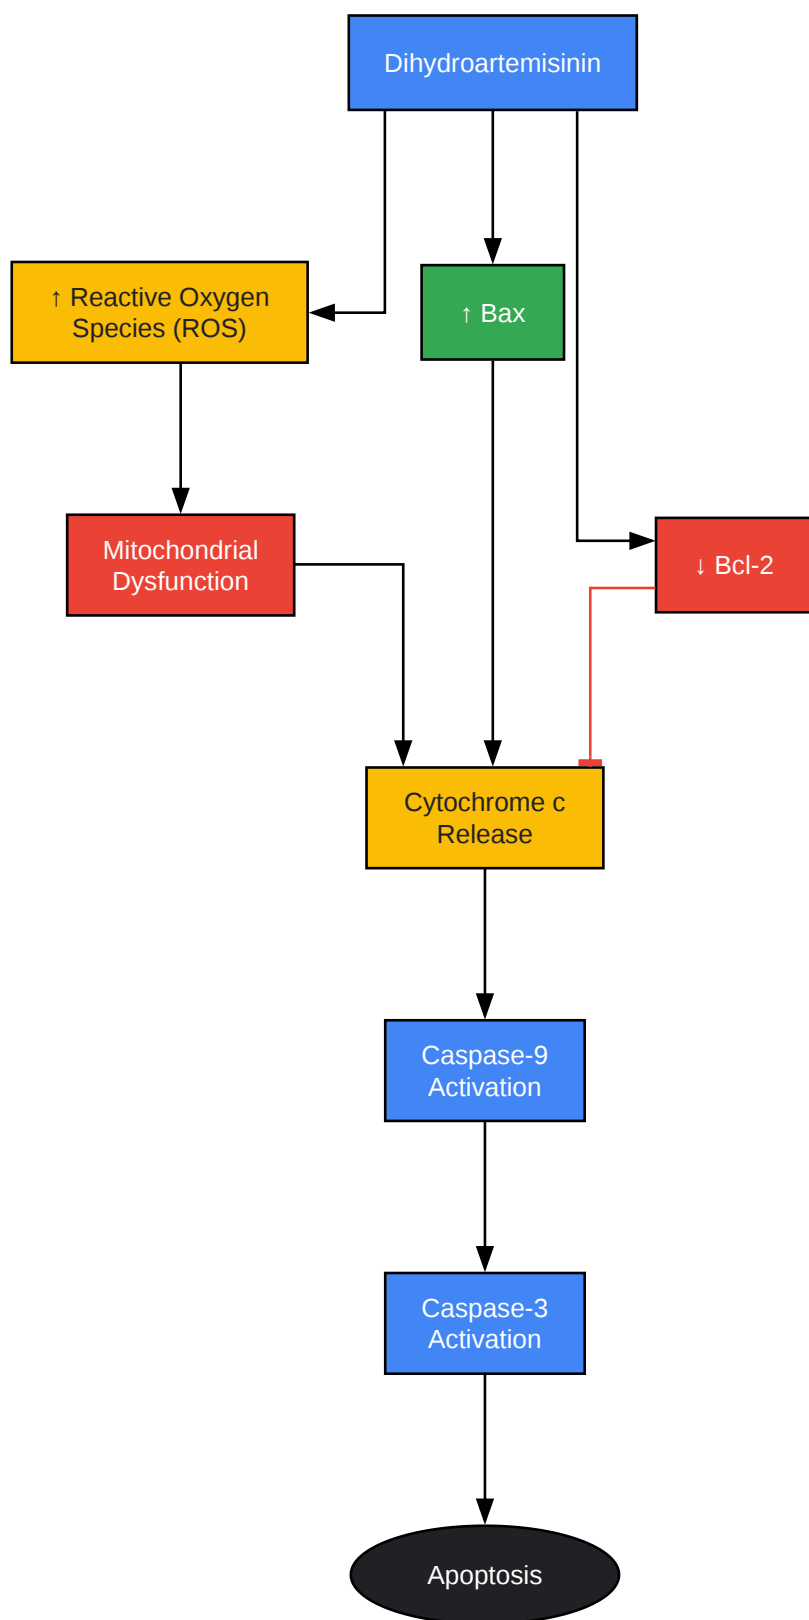 Dihydroartemisinin
↑ Reactive Oxygen
Species (ROS)
↑ Bax
Mitochondrial
Dysfunction
↓ Bcl-2
Cytochrome c
Release
Caspase-9
Activation
Caspase-3
Activation
Apoptosis